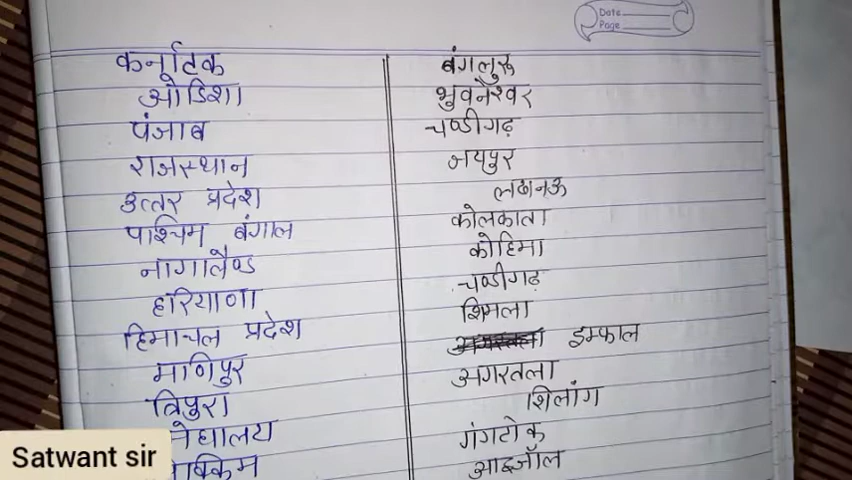 Date
Page
कर्नाटक बंगलुरू
ओडिशा भुवनेश्वर
पंजाब चण्डीगढ़
राजस्थान जयपुर
उत्तर प्रदेश लखनऊ
पश्चिम बंगाल कोलकाता
नागालैण्ड कोहिमा
हरियाणा चण्डीगढ़
हिमाचल प्रदेश शिमला
मणिपुर इम्फाल
त्रिपुरा अगरतला
मेघालय शिलांग
गंगटोक
आइजॉल
Satwant sir